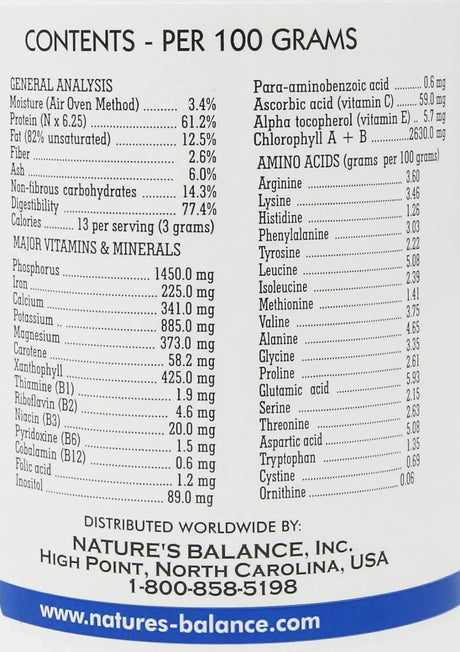 CONTENTS - PER 100 GRAMS
GENERAL ANALYSIS
Moisture (Air Oven Method) .......... 3.4%
Protein (N x 6.25) .......... 61.2%
Fat (82% unsaturated) .......... 12.5%
Fiber .......... 2.6%
Ash .......... 6.0%
Non-fibrous carbohydrates .......... 14.3%
Digestibility .......... 77.4%
Calories .......... 13 per serving (3 grams)
MAJOR VITAMINS & MINERALS
Phosphorus .......... 1450.0 mg
Iron .......... 225.0 mg
Calcium .......... 341.0 mg
Potassium .......... 885.0 mg
Magnesium .......... 373.0 mg
Carotene .......... 58.2 mg
Xanthophyll .......... 425.0 mg
Thiamine (B1) .......... 1.9 mg
Riboflavin (B2) .......... 4.6 mg
Niacin (B3) .......... 20.0 mg
Pyridoxine (B6) .......... 1.5 mg
Cobalamin (B12) .......... 0.6 mg
Folic acid .......... 1.2 mg
Inositol .......... 89.0 mg
Para-aminobenzoic acid .......... 0.6 mg
Ascorbic acid (vitamin C) ........ 59.0 mg
Alpha tocopherol (vitamin E) .. 5.7 mg
Chlorophyll A + B ..........2630.0 mg
AMINO ACIDS (grams per 100 grams)
Arginine .......... 3.60
Lysine .......... 3.46
Histidine .......... 1.26
Phenylalanine .......... 3.03
Tyrosine .......... 2.22
Leucine .......... 5.08
Isoleucine .......... 2.39
Methionine .......... 1.41
Valine .......... 3.75
Alanine .......... 4.65
Glycine .......... 3.35
Proline .......... 2.61
Glutamic acid .......... 5.93
Serine .......... 2.15
Threonine .......... 2.63
Aspartic acid .......... 5.08
Tryptophan .......... 1.35
Cystine .......... 0.69
Ornithine .......... 0.06
DISTRIBUTED WORLDWIDE BY:
NATURE'S BALANCE, INC.
HIGH POINT, NORTH CAROLINA, USA
1-800-858-5198
www.natures-balance.com